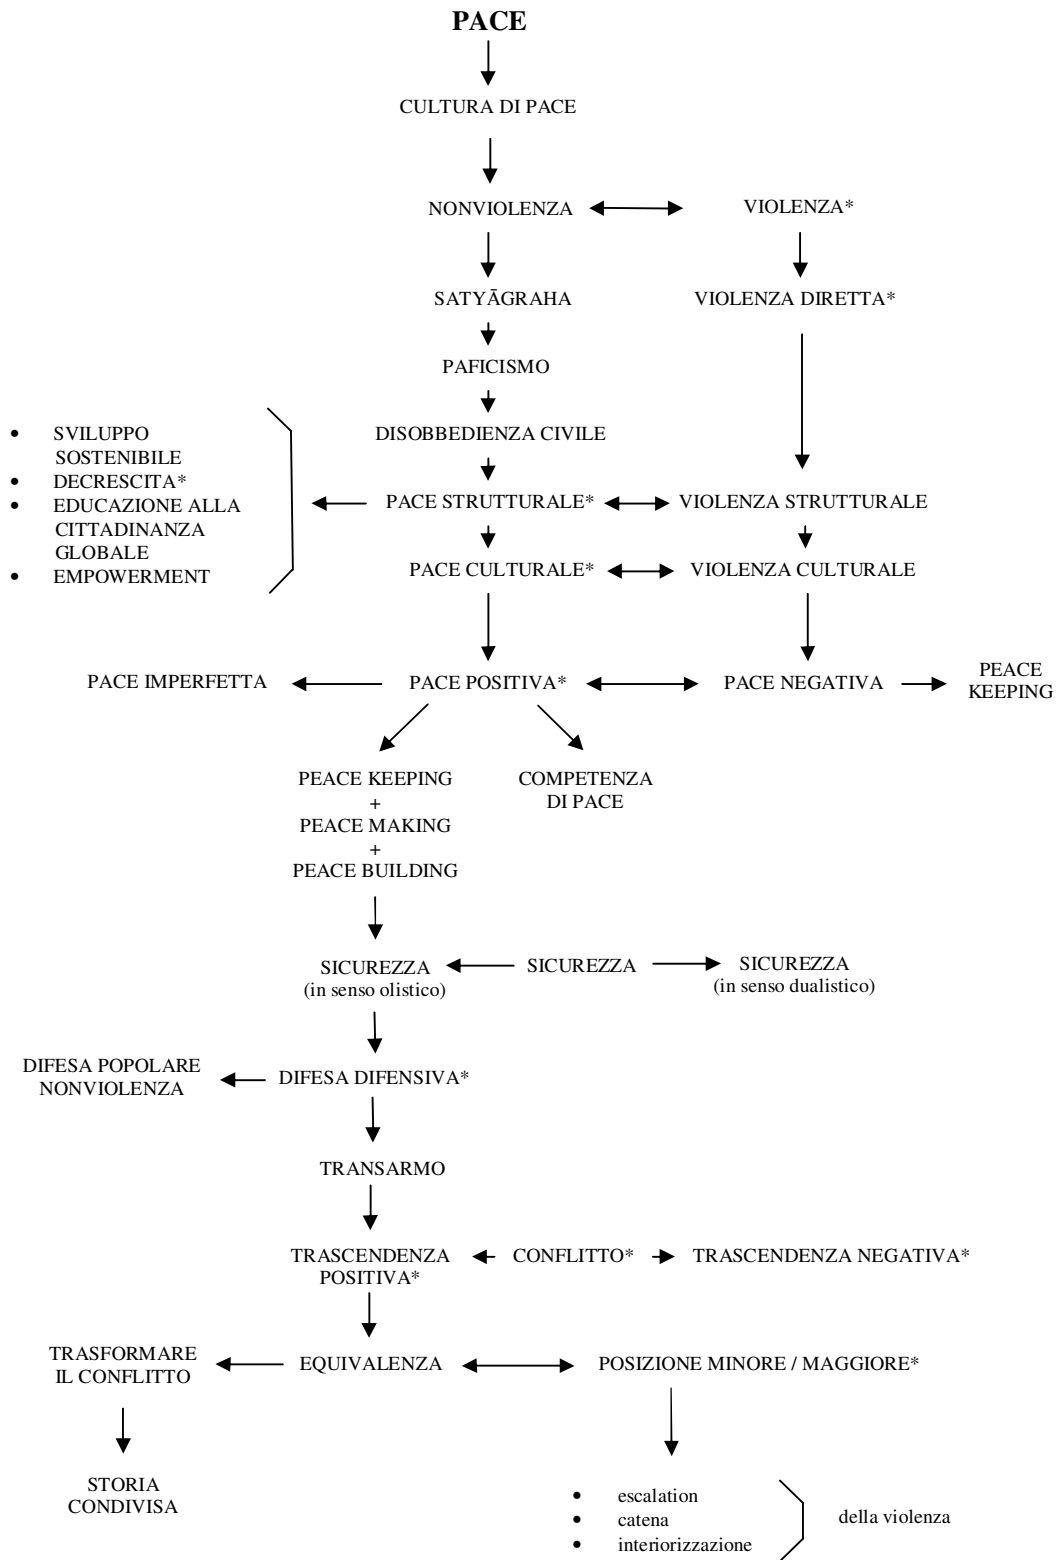 PACE
CULTURA DI PACE
NONVIOLENZA
VIOLENZA*
SATYĀGRAHA
VIOLENZA DIRETTA*
PAFICISMO
DISOBBEDIENZA CIVILE
• SVILUPPO
SOSTENIBILE
• DECRESCITA*
• EDUCAZIONE ALLA
CITTADINANZA
GLOBALE
• EMPOWERMENT
PACE STRUTTURALE*
VIOLENZA STRUTTURALE
PACE CULTURALE*
VIOLENZA CULTURALE
PACE IMPERFETTA
PACE POSITIVA*
PACE NEGATIVA
PEACE
KEEPING
PEACE KEEPING
+
PEACE MAKING
+
PEACE BUILDING
COMPETENZA
DI PACE
SICUREZZA
(in senso olistico)
SICUREZZA
SICUREZZA
(in senso dualistico)
DIFESA POPOLARE
NONVIOLENZA
DIFESA DIFENSIVA*
TRANSARMO
TRASCENDENZA
POSITIVA*
CONFLITTO*
TRASCENDENZA NEGATIVA*
TRASFORMARE
IL CONFLITTO
EQUIVALENZA
POSIZIONE MINORE / MAGGIORE*
STORIA
CONDIVISA
• escalation
• catena
• interiorizzazione
della violenza